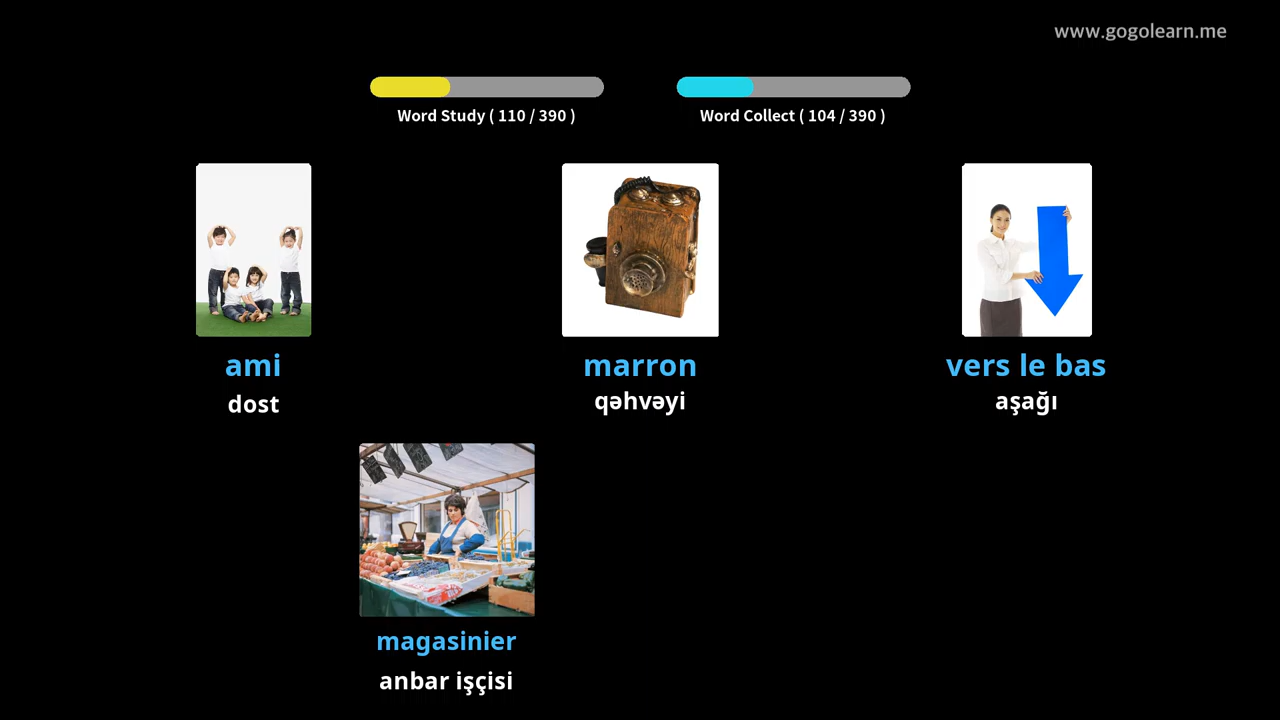 www.gogolearn.me
Word Study ( 110 / 390 )
Word Collect ( 104 / 390 )
ami
dost
marron
qəhvəyi
vers le bas
aşağı
magasinier
anbar işçisi